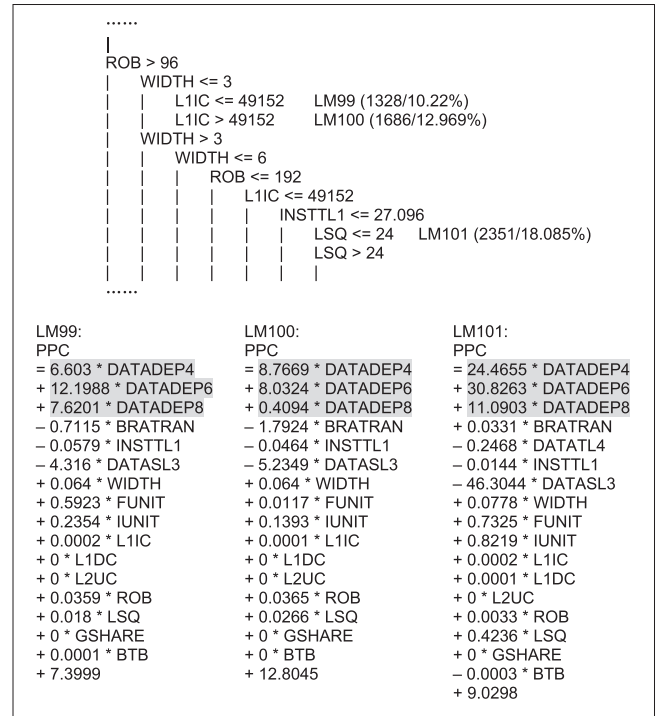 ......
|
ROB > 96
| WIDTH <= 3
| | L1IC <= 49152 LM99 (1328/10.22%)
| | L1IC > 49152 LM100 (1686/12.969%)
| WIDTH > 3
| | WIDTH <= 6
| | | ROB <= 192
| | | | L1IC <= 49152
| | | | | INSTTL1 <= 27.096
| | | | | | LSQ <= 24 LM101 (2351/18.085%)
| | | | | | LSQ > 24
| | | | | | |
......
LM99:
PPC
= 6.603 * DATADEP4
+ 12.1988 * DATADEP6
+ 7.6201 * DATADEP8
– 0.7115 * BRATRAN
– 0.0579 * INSTTL1
– 4.316 * DATASL3
+ 0.064 * WIDTH
+ 0.5923 * FUNIT
+ 0.2354 * IUNIT
+ 0.0002 * L1IC
+ 0 * L1DC
+ 0 * L2UC
+ 0.0359 * ROB
+ 0.018 * LSQ
+ 0 * GSHARE
+ 0.0001 * BTB
+ 7.3999
LM100:
PPC
= 8.7669 * DATADEP4
+ 8.0324 * DATADEP6
+ 0.4094 * DATADEP8
– 1.7924 * BRATRAN
– 0.0464 * INSTTL1
– 5.2349 * DATASL3
+ 0.064 * WIDTH
+ 0.0117 * FUNIT
+ 0.1393 * IUNIT
+ 0.0001 * L1IC
+ 0 * L1DC
+ 0 * L2UC
+ 0.0365 * ROB
+ 0.0266 * LSQ
+ 0 * GSHARE
+ 0 * BTB
+ 12.8045
LM101:
PPC
= 24.4655 * DATADEP4
+ 30.8263 * DATADEP6
+ 11.0903 * DATADEP8
+ 0.0331 * BRATRAN
– 0.2468 * DATATL4
– 0.0144 * INSTTL1
– 46.3044 * DATASL3
+ 0.0778 * WIDTH
+ 0.7325 * FUNIT
+ 0.8219 * IUNIT
+ 0.0002 * L1IC
+ 0.0001 * L1DC
+ 0 * L2UC
+ 0.0033 * ROB
+ 0.4236 * LSQ
+ 0 * GSHARE
– 0.0003 * BTB
+ 9.0298